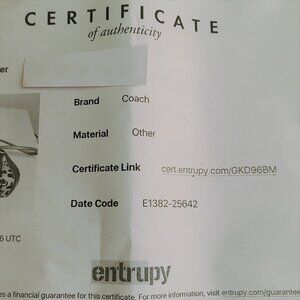 CERTIFICATE
of authenticity
er
Brand Coach
Material Other
Certificate Link cert.entrupy.com/GKD96BM
Date Code E1382-25642
6 UTC
entrupy
es a financial guarantee for this certificate. For more information, visit entrupy.com/guarantee